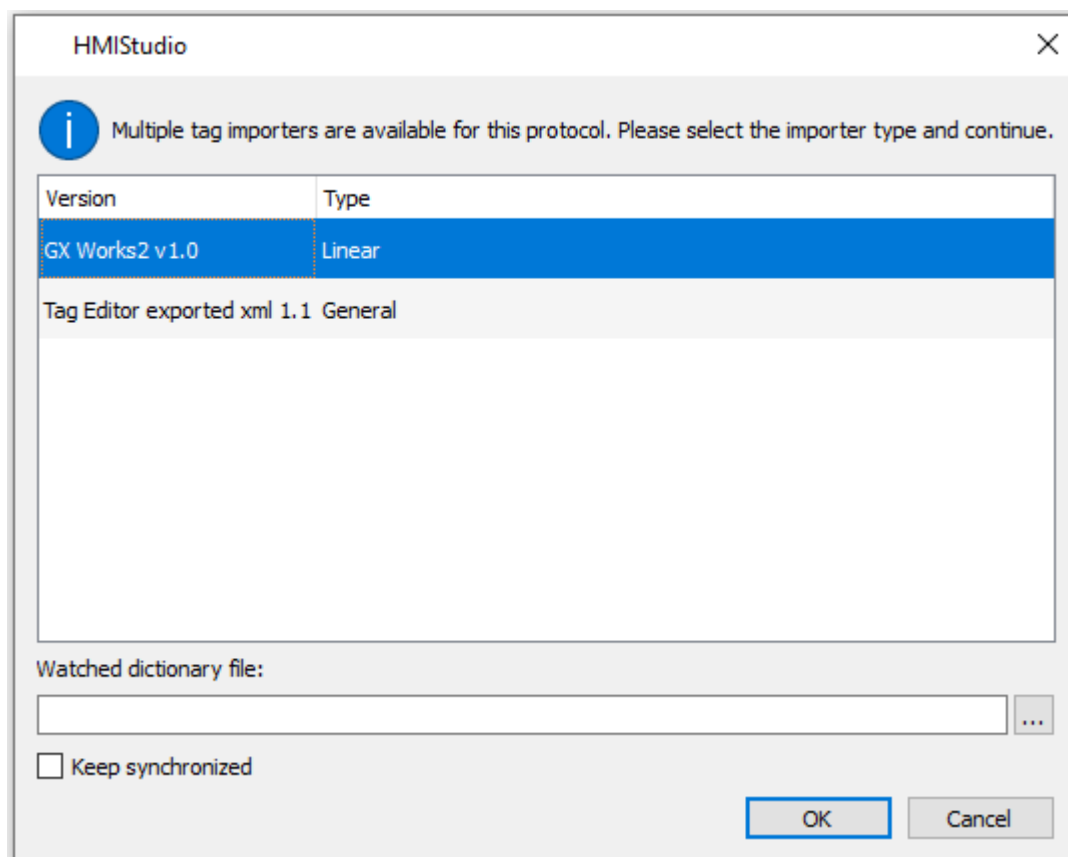 HMIStudio
Multiple tag importers are available for this protocol. Please select the importer type and continue.
Version Type
GX Works2 v1.0 Linear
Tag Editor exported xml 1.1 General
Watched dictionary file:
...
Keep synchronized
OK Cancel